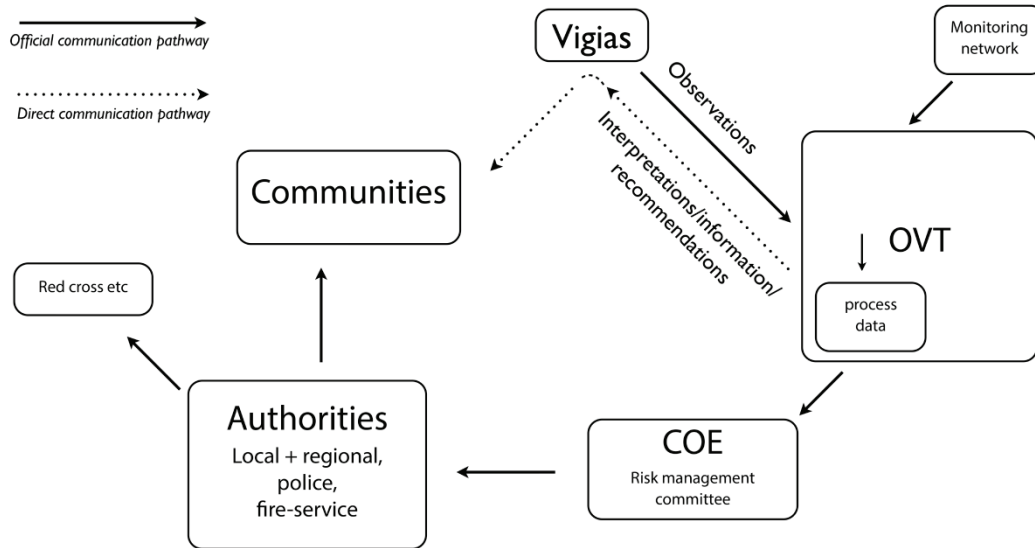 Official communication pathway
Direct communication pathway
Vigias
Monitoring
network
Observations
Interpretations/information/
recommendations
Communities
OVT
process
data
Red cross etc
Authorities
Local + regional,
police,
fire-service
COE
Risk management
committee